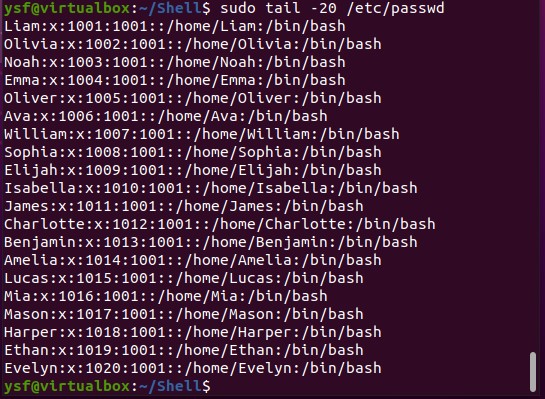 ysf@virtualbox:~/Shell$ sudo tail -20 /etc/passwd
Liam:x:1001:1001::/home/Liam:/bin/bash
Olivia:x:1002:1001::/home/Olivia:/bin/bash
Noah:x:1003:1001::/home/Noah:/bin/bash
Emma:x:1004:1001::/home/Emma:/bin/bash
Oliver:x:1005:1001::/home/Oliver:/bin/bash
Ava:x:1006:1001::/home/Ava:/bin/bash
William:x:1007:1001::/home/William:/bin/bash
Sophia:x:1008:1001::/home/Sophia:/bin/bash
Elijah:x:1009:1001::/home/Elijah:/bin/bash
Isabella:x:1010:1001::/home/Isabella:/bin/bash
James:x:1011:1001::/home/James:/bin/bash
Charlotte:x:1012:1001::/home/Charlotte:/bin/bash
Benjamin:x:1013:1001::/home/Benjamin:/bin/bash
Amelia:x:1014:1001::/home/Amelia:/bin/bash
Lucas:x:1015:1001::/home/Lucas:/bin/bash
Mia:x:1016:1001::/home/Mia:/bin/bash
Mason:x:1017:1001::/home/Mason:/bin/bash
Harper:x:1018:1001::/home/Harper:/bin/bash
Ethan:x:1019:1001::/home/Ethan:/bin/bash
Evelyn:x:1020:1001::/home/Evelyn:/bin/bash
ysf@virtualbox:~/Shell$